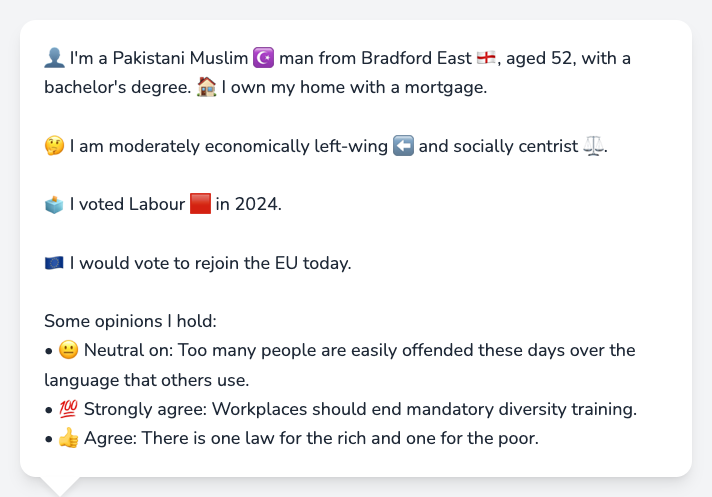 👤 I'm a Pakistani Muslim ☪️ man from Bradford East 🏴󠁧󠁢󠁥󠁮󠁧󠁿, aged 52, with a
bachelor's degree. 🏠 I own my home with a mortgage.
🤔 I am moderately economically left-wing ⬅️ and socially centrist ⚖️.
🗳️ I voted Labour 🟥 in 2024.
🇪🇺 I would vote to rejoin the EU today.
Some opinions I hold:
• 😐 Neutral on: Too many people are easily offended these days over the
language that others use.
• 💯 Strongly agree: Workplaces should end mandatory diversity training.
• 👍 Agree: There is one law for the rich and one for the poor.